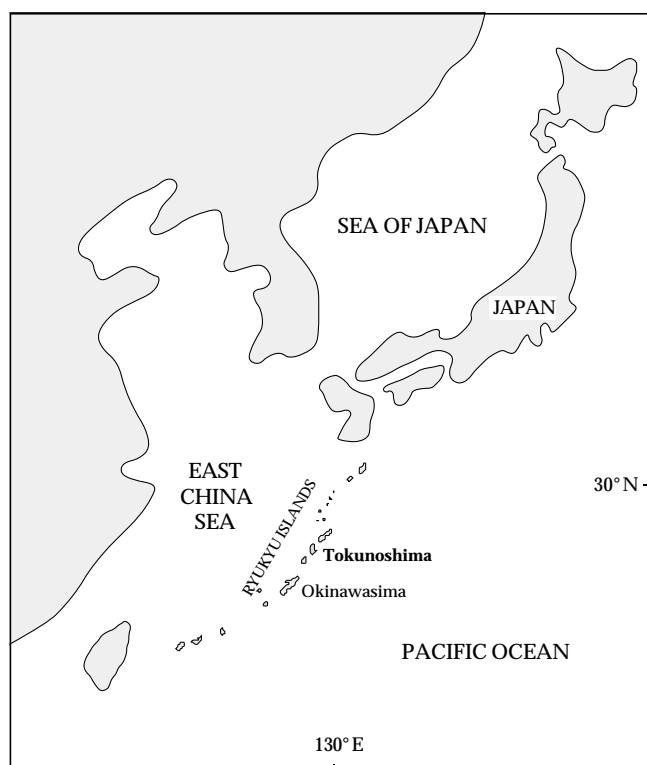 SEA OF JAPAN
JAPAN
EAST
CHINA
SEA
30° N
RYUKYU ISLANDS
Tokunoshima
Okinawasima
PACIFIC OCEAN
130° E